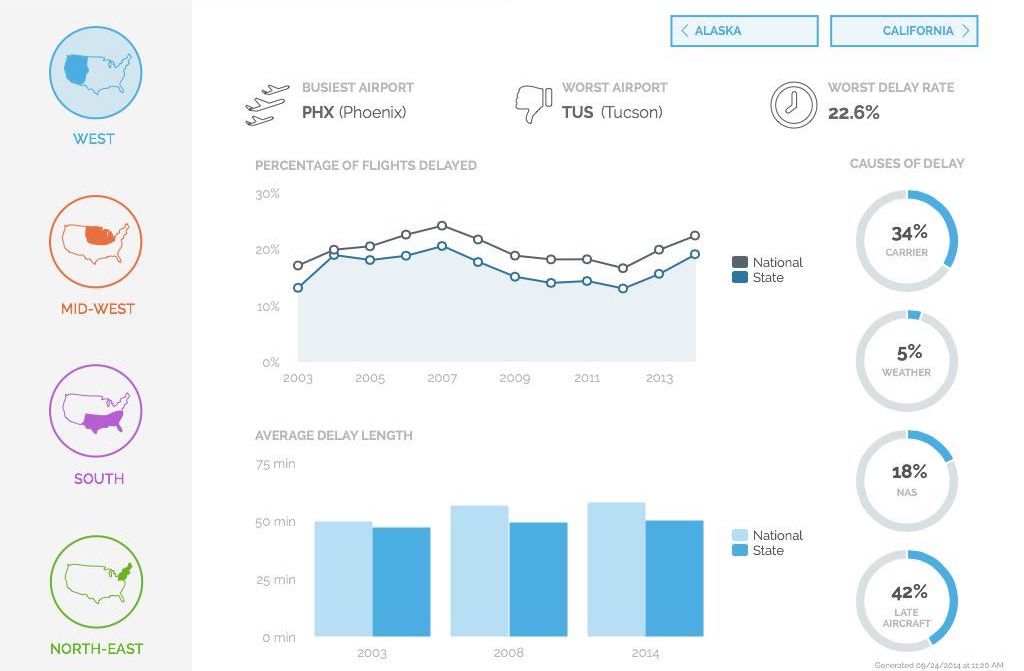 WEST
MID-WEST
SOUTH
NORTH-EAST
ALASKA
CALIFORNIA
BUSIEST AIRPORT
PHX (Phoenix)
WORST AIRPORT
TUS (Tucson)
WORST DELAY RATE
22.6%
PERCENTAGE OF FLIGHTS DELAYED
30%
20%
10%
0%
2003 2005 2007 2009 2011 2013
National
State
AVERAGE DELAY LENGTH
75 min
50 min
25 min
0 min
2003 2008 2014
National
State
CAUSES OF DELAY
34%
CARRIER
5%
WEATHER
18%
NAS
42%
LATE
AIRCRAFT
Generated 09/24/2014 at 11:20 AM